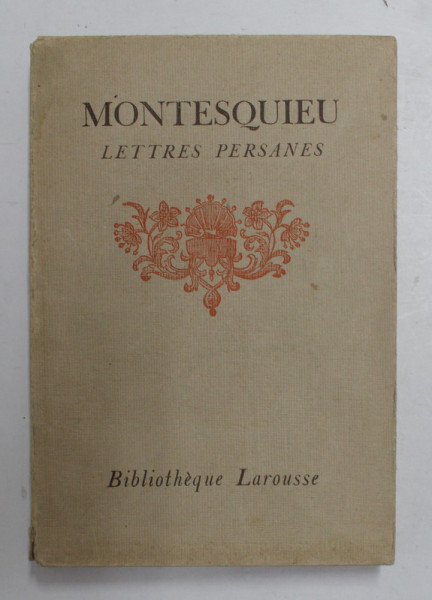 MONTESQUIEU
LETTRES PERSANES
Bibliothèque Larousse